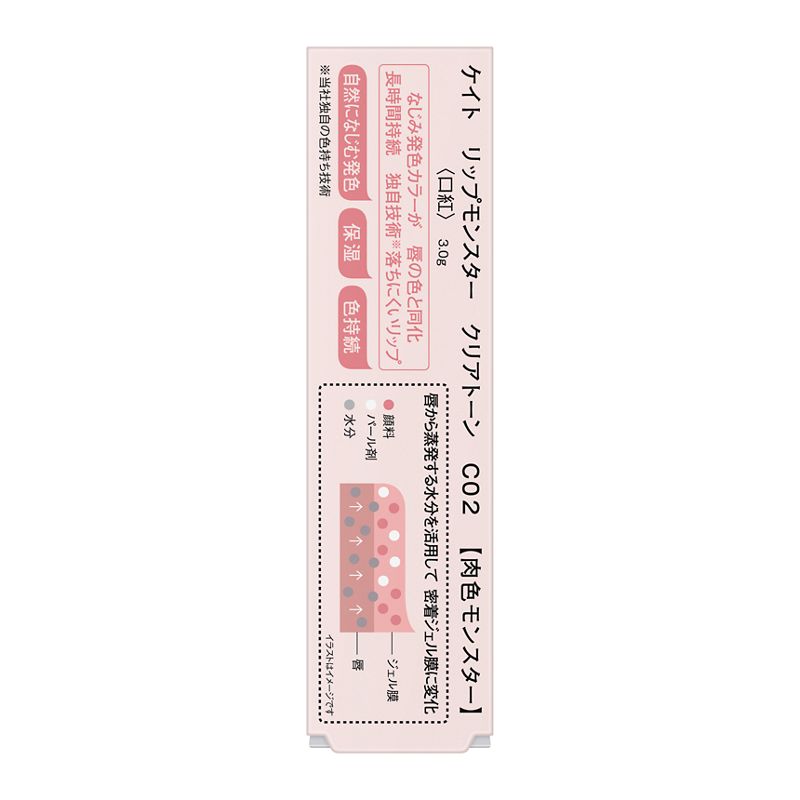 ケイト リップモンスター クリアトーン C02 【肉色モンスター】
〈口紅〉 3.0g
なじみ発色カラーが 唇の色と同化
長時間持続 独自技術※落ちにくいリップ
自然になじむ発色 保湿 色持続
※当社独自の色持ち技術
唇から蒸発する水分を活用して 密着ジェル膜に変化
顔料
パール剤
水分
ジェル膜
唇
イラストはイメージです